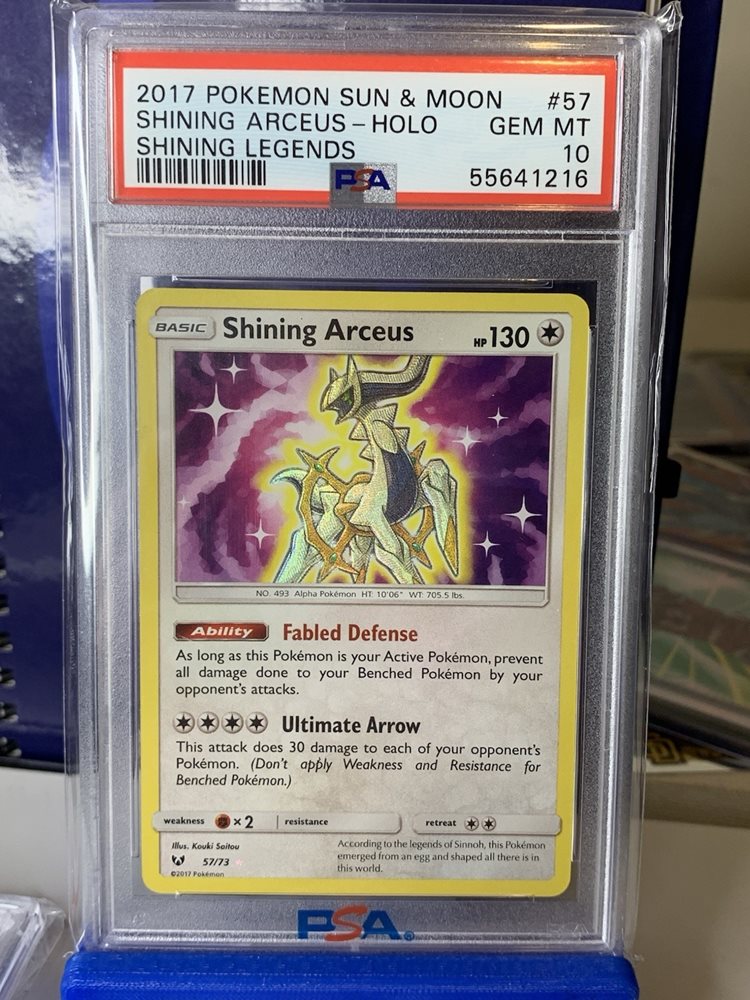 2017 POKEMON SUN & MOON #57
SHINING ARCEUS - HOLO GEM MT
SHINING LEGENDS 10
PSA 55641216
BASIC Shining Arceus HP 130
NO. 493 Alpha Pokémon HT: 10'06" WT: 705.5 lbs.
Ability Fabled Defense
As long as this Pokémon is your Active Pokémon, prevent
all damage done to your Benched Pokémon by your
opponent's attacks.
Ultimate Arrow
This attack does 30 damage to each of your opponent's
Pokémon. (Don't apply Weakness and Resistance for
Benched Pokémon.)
weakness ×2 resistance retreat
Illus. Kouki Saitou
57/73
©2017 Pokémon
According to the legends of Sinnoh, this Pokémon
emerged from an egg and shaped all there is in
this world.
PSA®